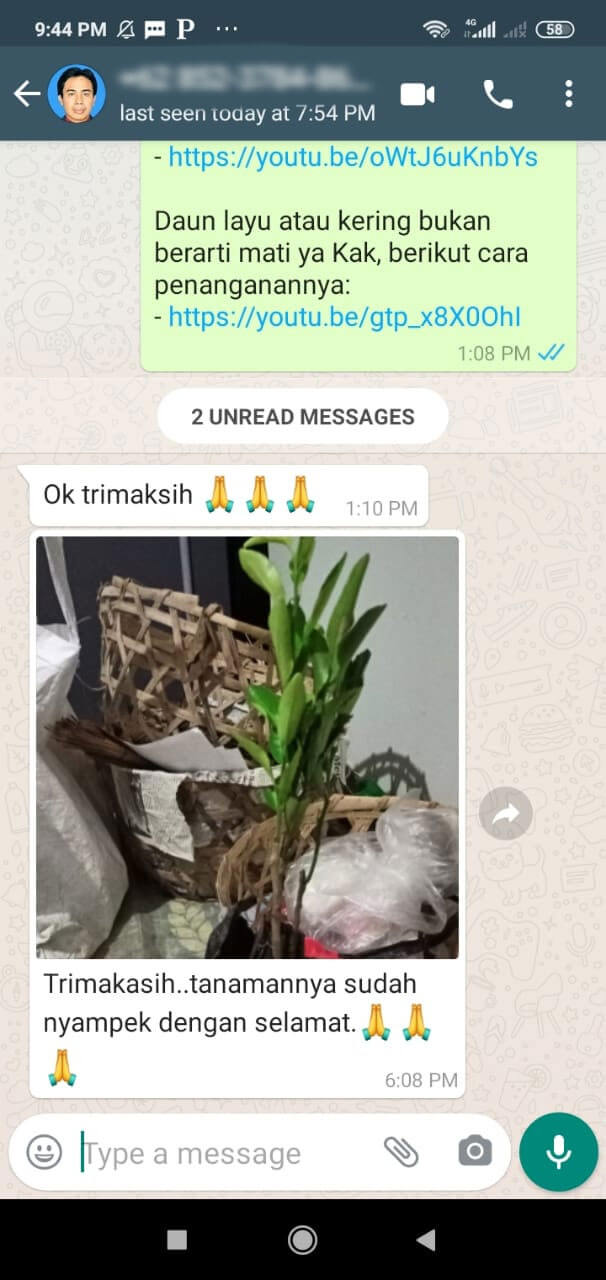 9:44 PM
4G
58
last seen today at 7:54 PM
- https://youtu.be/oWtJ6uKnbYs
Daun layu atau kering bukan
berarti mati ya Kak, berikut cara
penanganannya:
- https://youtu.be/gtp_x8X0OhI
1:08 PM
2 UNREAD MESSAGES
Ok trimaksih 🙏 🙏 🙏
1:10 PM
Trimakasih..tanamannya sudah
nyampek dengan selamat.🙏 🙏
🙏
6:08 PM
Type a message